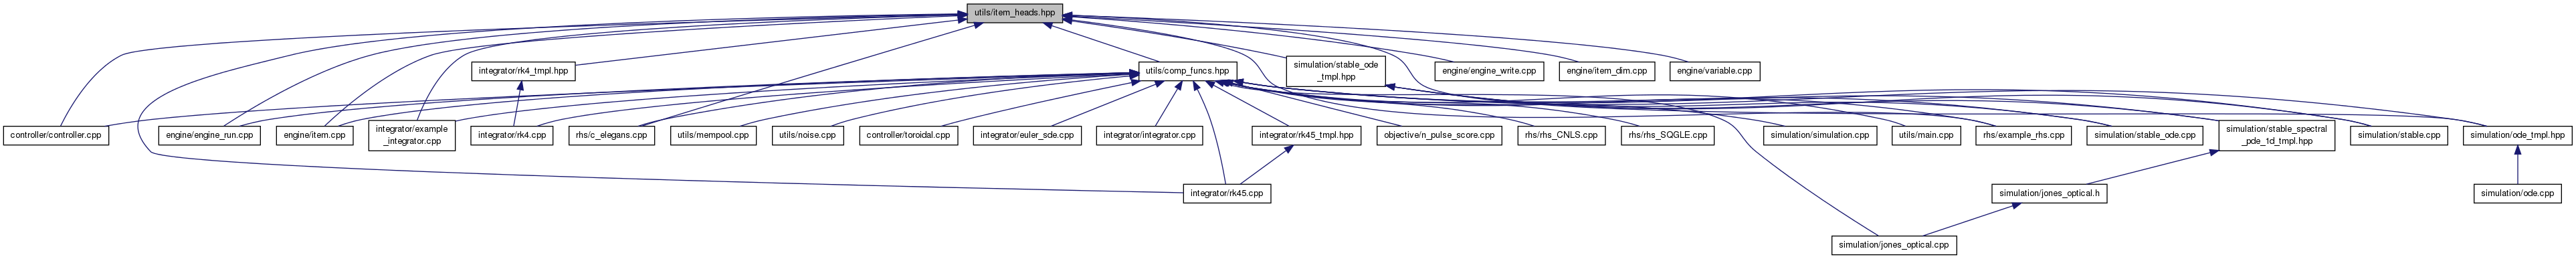 utils/item_heads.hpp
integrator/rk4_tmpl.hpp
utils/comp_funcs.hpp
simulation/stable_ode
_tmpl.hpp
engine/engine_write.cpp
engine/item_dim.cpp
engine/variable.cpp
controller/controller.cpp
engine/engine_run.cpp
engine/item.cpp
integrator/example
_integrator.cpp
integrator/rk4.cpp
rhs/c_elegans.cpp
utils/mempool.cpp
utils/noise.cpp
controller/toroidal.cpp
integrator/euler_sde.cpp
integrator/integrator.cpp
integrator/rk45_tmpl.hpp
objective/n_pulse_score.cpp
rhs/rhs_CNLS.cpp
rhs/rhs_SQGLE.cpp
simulation/simulation.cpp
utils/main.cpp
rhs/example_rhs.cpp
simulation/stable_ode.cpp
simulation/stable_spectral
_pde_1d_tmpl.hpp
simulation/stable.cpp
simulation/ode_tmpl.hpp
integrator/rk45.cpp
simulation/jones_optical.h
simulation/ode.cpp
simulation/jones_optical.cpp